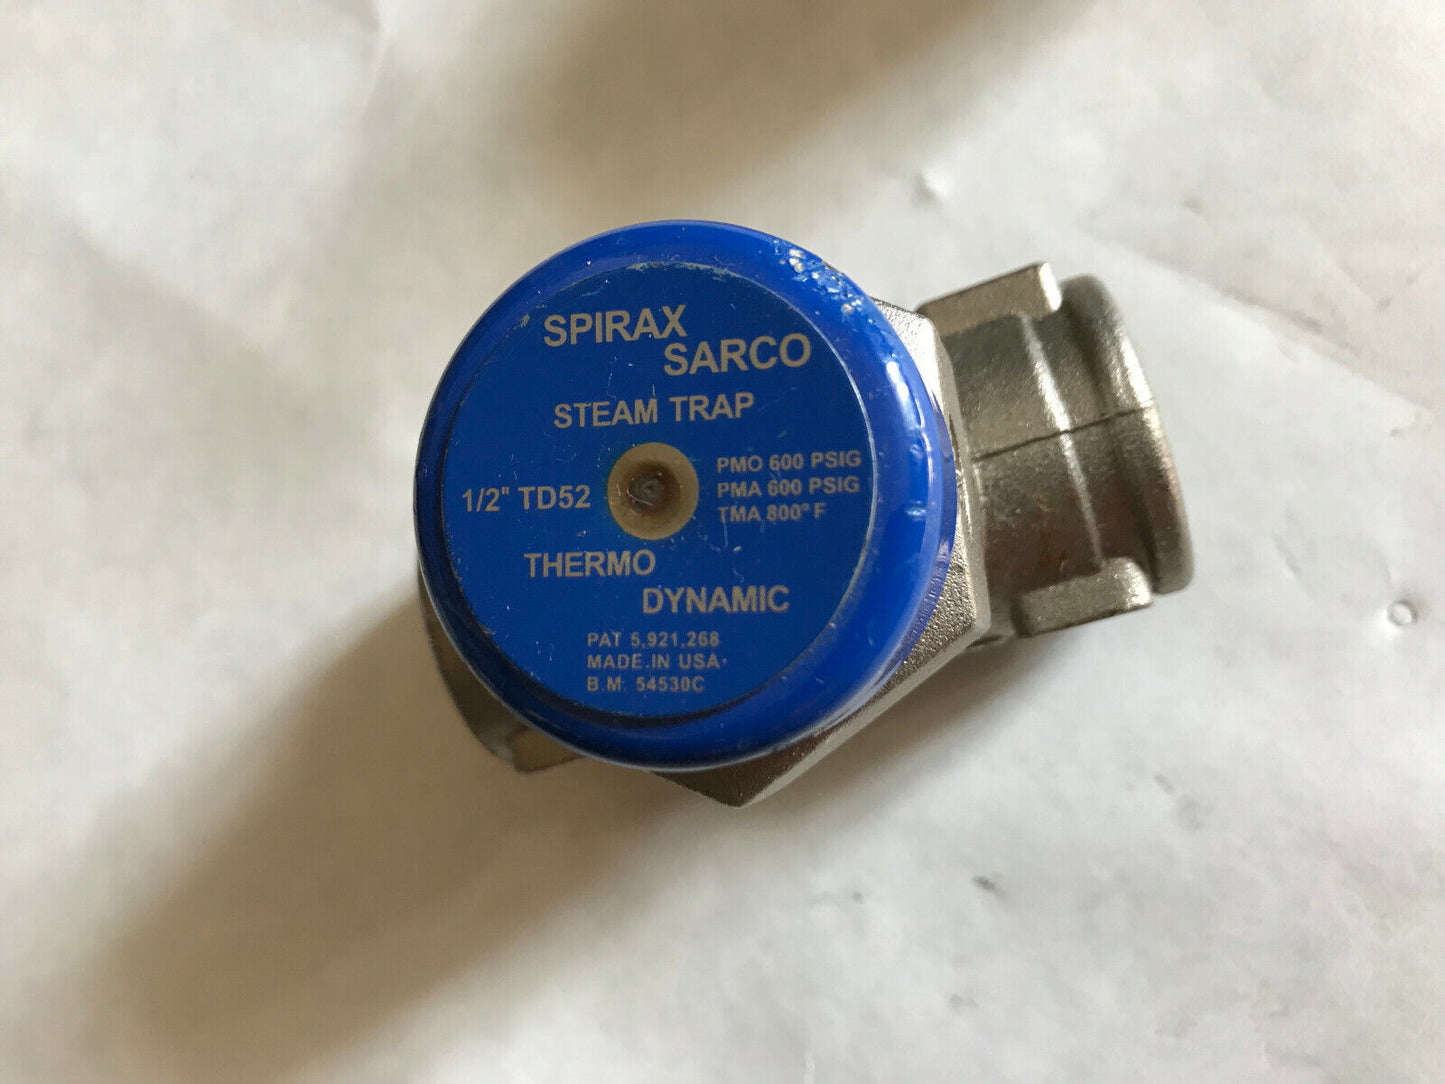 SPIRAX
SARCO
STEAM TRAP
1/2" TD52
PMO 600 PSIG
PMA 600 PSIG
TMA 800° F
THERMO
DYNAMIC
PAT 5,921,268
MADE IN USA
B.M. 54530C